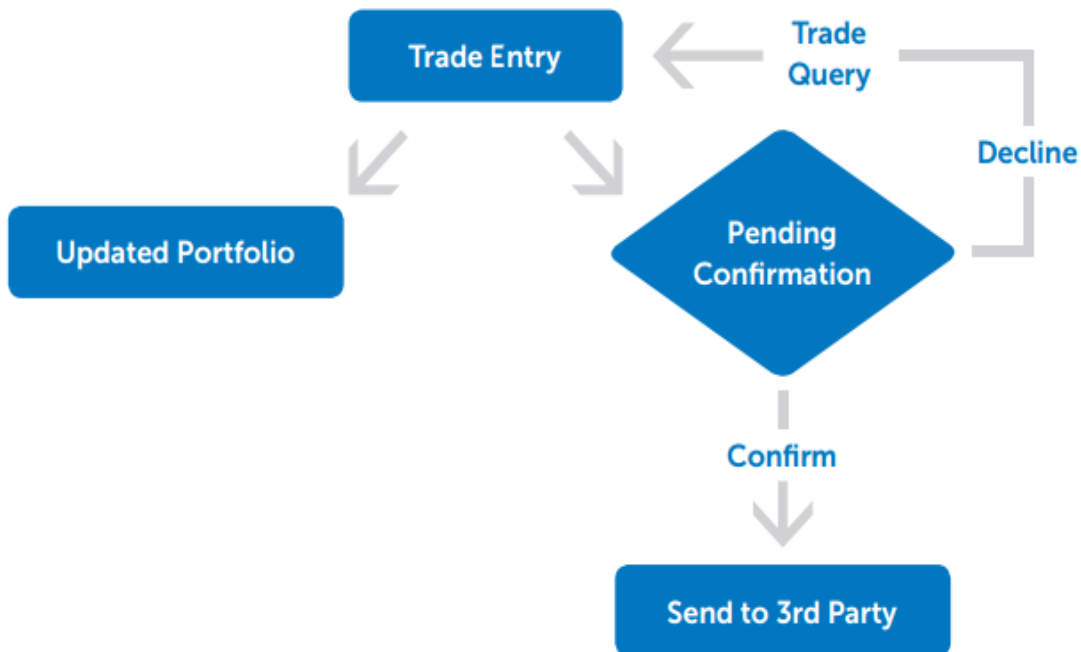 Trade Entry
Trade
Query
Decline
Updated Portfolio
Pending
Confirmation
Confirm
Send to 3rd Party